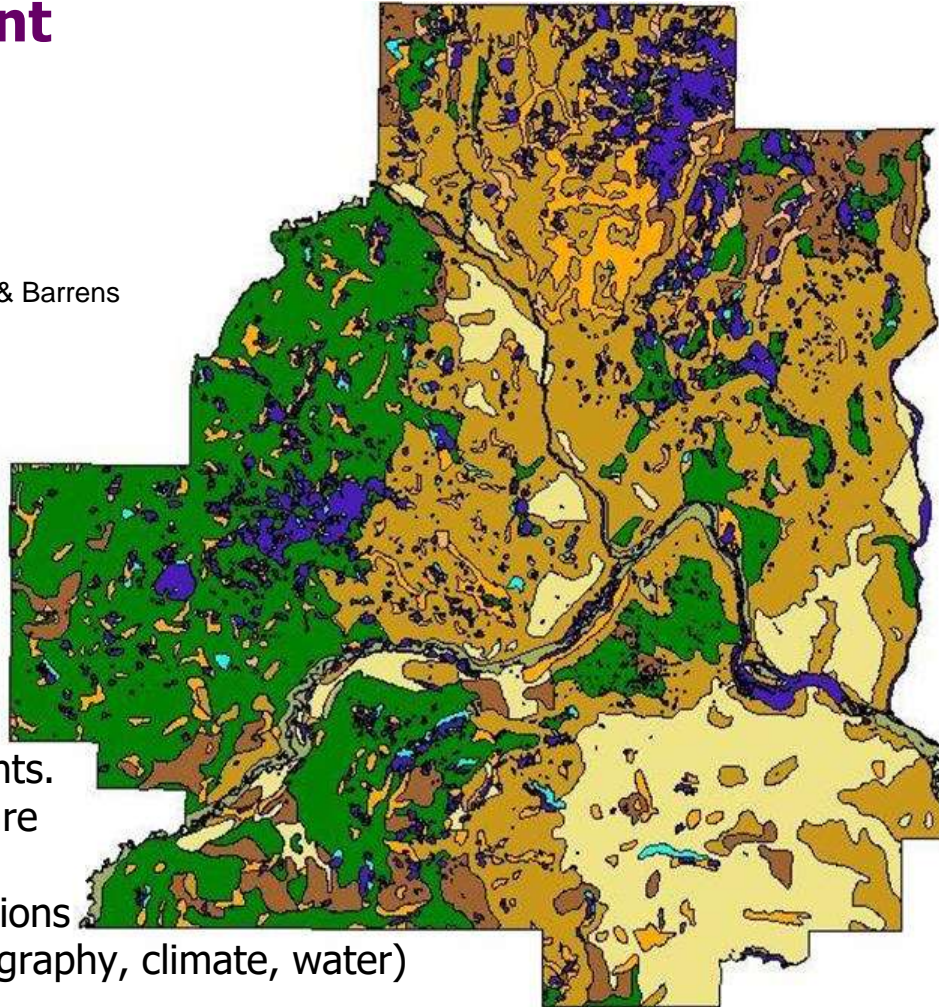 nt
& Barrens
nts.
re
ions
graphy, climate, water)